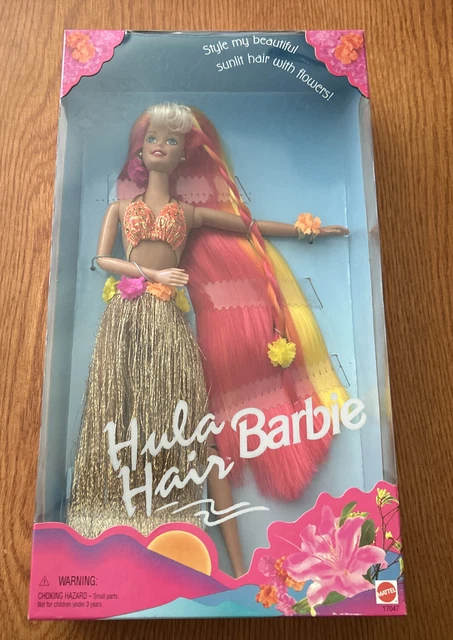 Style my beautiful
sunlit hair with flowers!
Hula
Hair Barbie
⚠ WARNING:
CHOKING HAZARD – Small parts.
Not for children under 3 years.
MATTEL
17047